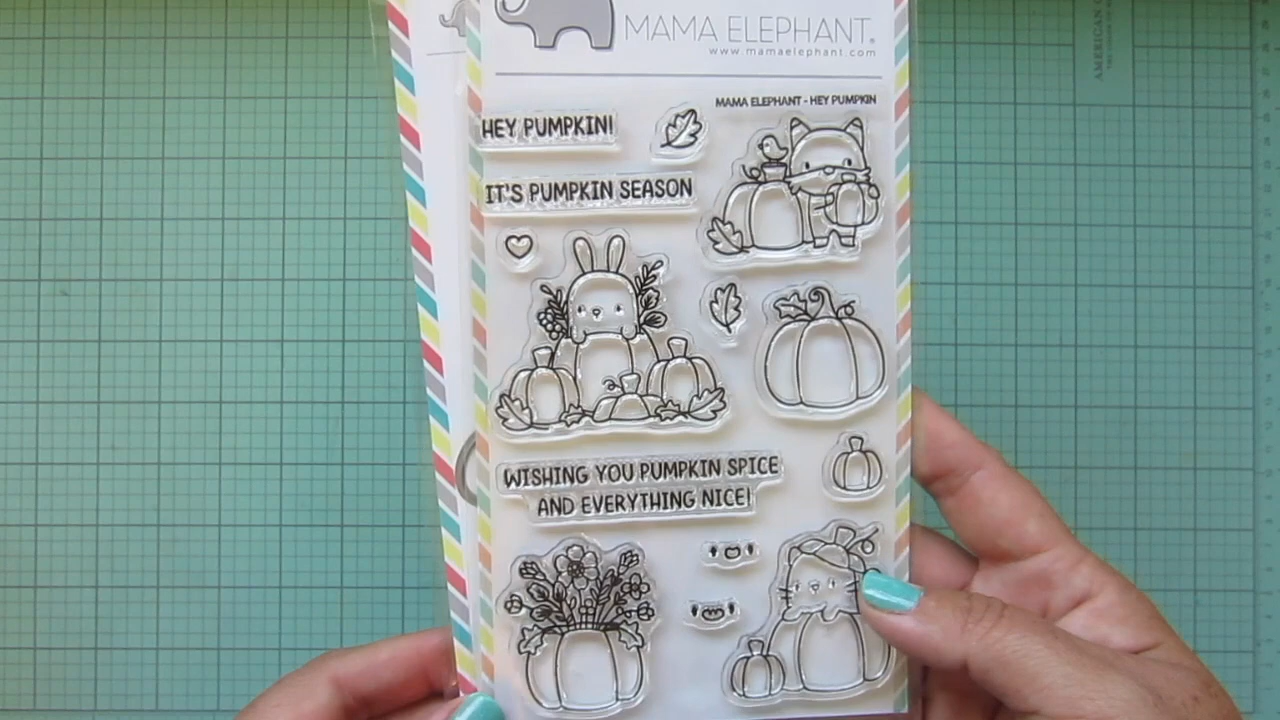 MAMA ELEPHANT®
www.mamaelephant.com
MAMA ELEPHANT - HEY PUMPKIN
HEY PUMPKIN!
IT'S PUMPKIN SEASON
WISHING YOU PUMPKIN SPICE
AND EVERYTHING NICE!
AMERICAN